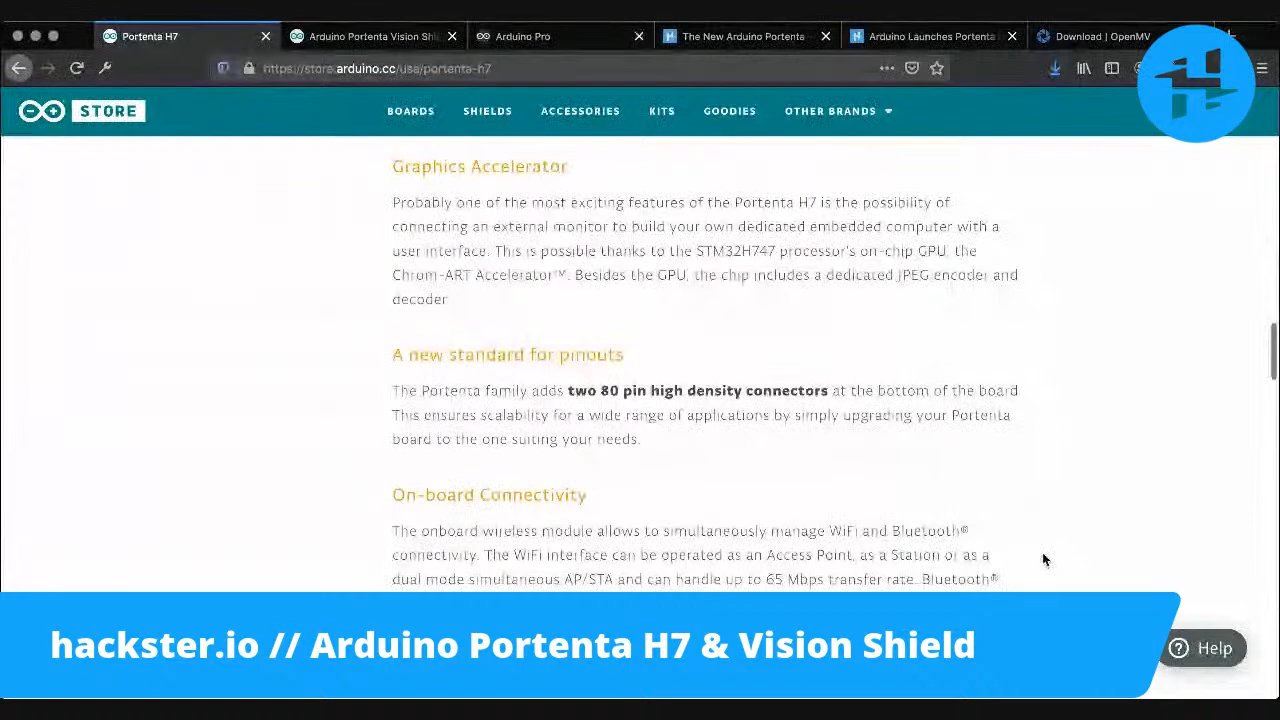 Portenta H7
Arduino Portenta Vision Shi
Arduino Pro
The New Arduino Portenta
Arduino Launches Portenta
Download | OpenMV
https://store.arduino.cc/usa/portenta-h7
STORE
BOARDS
SHIELDS
ACCESSORIES
KITS
GOODIES
OTHER BRANDS
Graphics Accelerator
Probably one of the most exciting features of the Portenta H7 is the possibility of
connecting an external monitor to build your own dedicated embedded computer with a
user interface. This is possible thanks to the STM32H747 processor's on-chip GPU, the
Chrom-ART Accelerator™. Besides the GPU, the chip includes a dedicated JPEG encoder and
decoder
A new standard for pinouts
The Portenta family adds two 80 pin high density connectors at the bottom of the board
This ensures scalability for a wide range of applications by simply upgrading your Portenta
board to the one suiting your needs.
On-board Connectivity
The onboard wireless module allows to simultaneously manage WiFi and Bluetooth®
connectivity. The WiFi interface can be operated as an Access Point, as a Station or as a
dual mode simultaneous AP/STA and can handle up to 65 Mbps transfer rate. Bluetooth®
hackster.io // Arduino Portenta H7 & Vision Shield
Help